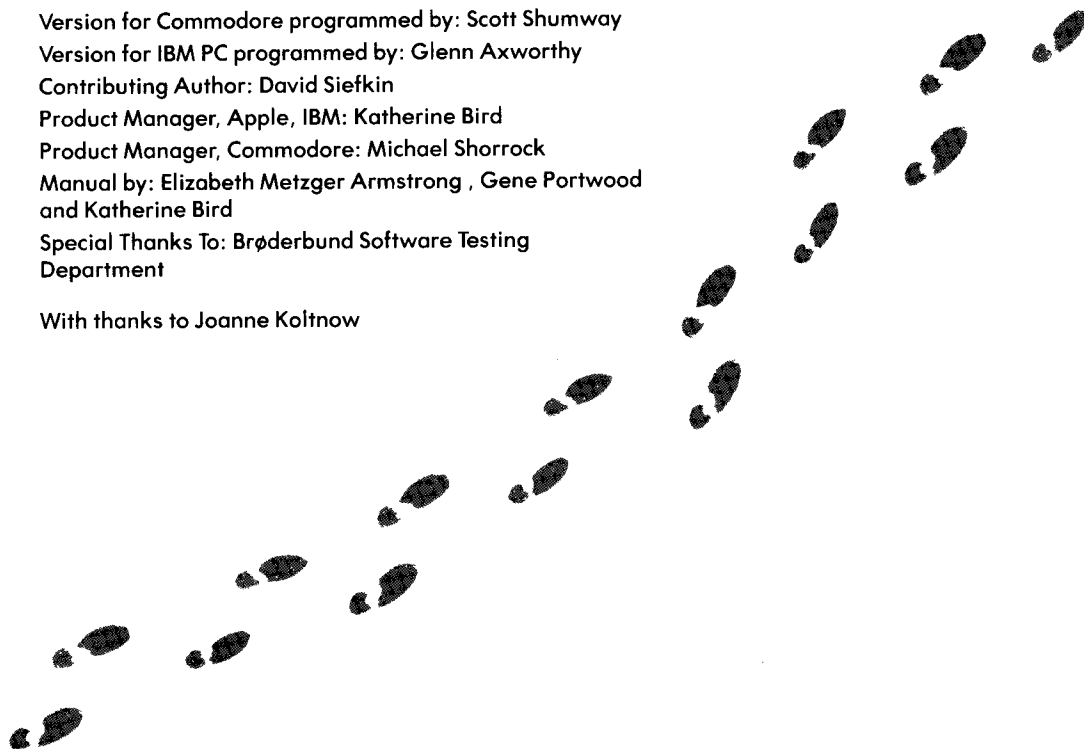 Version for Commodore programmed by: Scott Shumway
Version for IBM PC programmed by: Glenn Axworthy
Contributing Author: David Siefkin
Product Manager, Apple, IBM: Katherine Bird
Product Manager, Commodore: Michael Shorrock
Manual by: Elizabeth Metzger Armstrong , Gene Portwood
and Katherine Bird
Special Thanks To: Brøderbund Software Testing
Department
With thanks to Joanne Koltnow